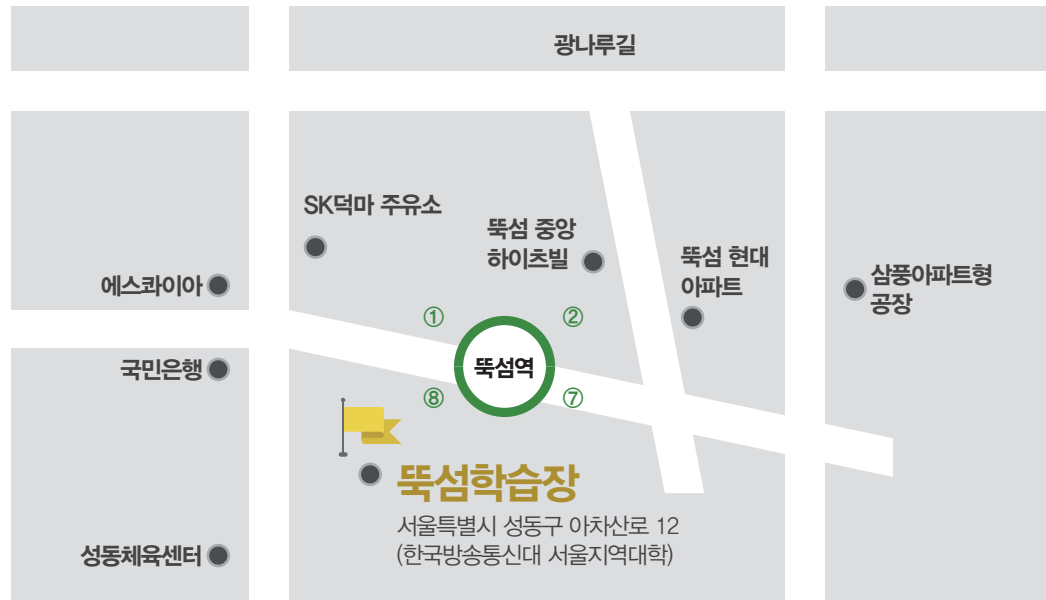 광나루길
SK덕마 주유소
뚝섬 중앙
하이츠빌
뚝섬 현대
아파트
에스콰이아
삼풍아파트형
공장
①
②
뚝섬역
국민은행
⑧
⑦
뚝섬학습장
서울특별시 성동구 아차산로 12
(한국방송통신대 서울지역대학)
성동체육센터